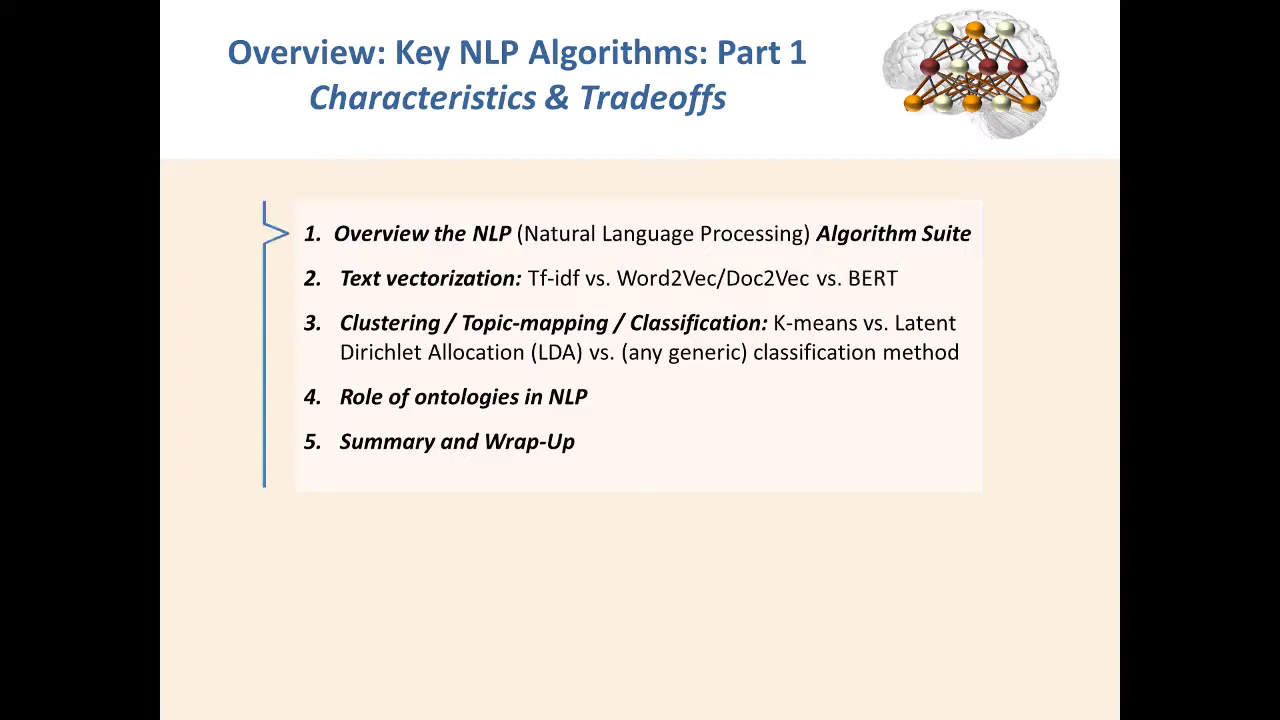 Overview: Key NLP Algorithms: Part 1
Characteristics & Tradeoffs
1. Overview the NLP (Natural Language Processing) Algorithm Suite
2. Text vectorization: Tf-idf vs. Word2Vec/Doc2Vec vs. BERT
3. Clustering / Topic-mapping / Classification: K-means vs. Latent
Dirichlet Allocation (LDA) vs. (any generic) classification method
4. Role of ontologies in NLP
5. Summary and Wrap-Up